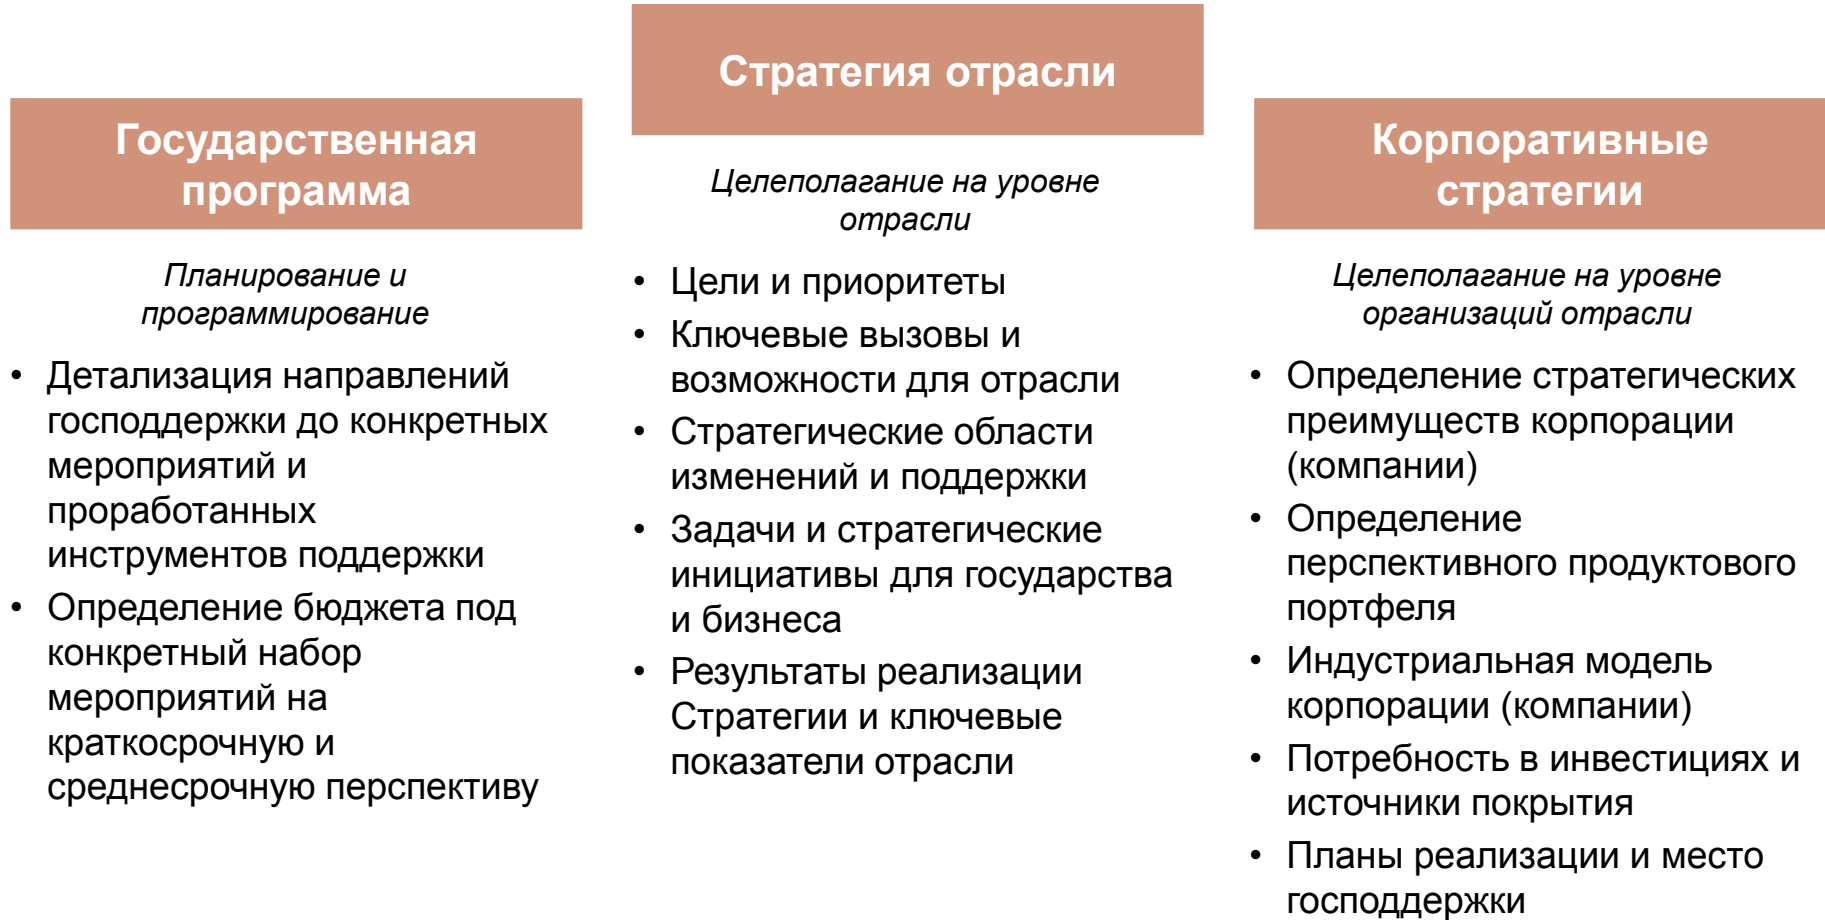 Государственная
программа
Планирование и
программирование
• Детализация направлений
господдержки до конкретных
мероприятий и
проработанных
инструментов поддержки
• Определение бюджета под
конкретный набор
мероприятий на
краткосрочную и
среднесрочную перспективу
Стратегия отрасли
Целеполагание на уровне
отрасли
• Цели и приоритеты
• Ключевые вызовы и
возможности для отрасли
• Стратегические области
изменений и поддержки
• Задачи и стратегические
инициативы для государства
и бизнеса
• Результаты реализации
Стратегии и ключевые
показатели отрасли
Корпоративные
стратегии
Целеполагание на уровне
организаций отрасли
• Определение стратегических
преимуществ корпорации
(компании)
• Определение
перспективного продуктового
портфеля
• Индустриальная модель
корпорации (компании)
• Потребность в инвестициях и
источники покрытия
• Планы реализации и место
господдержки